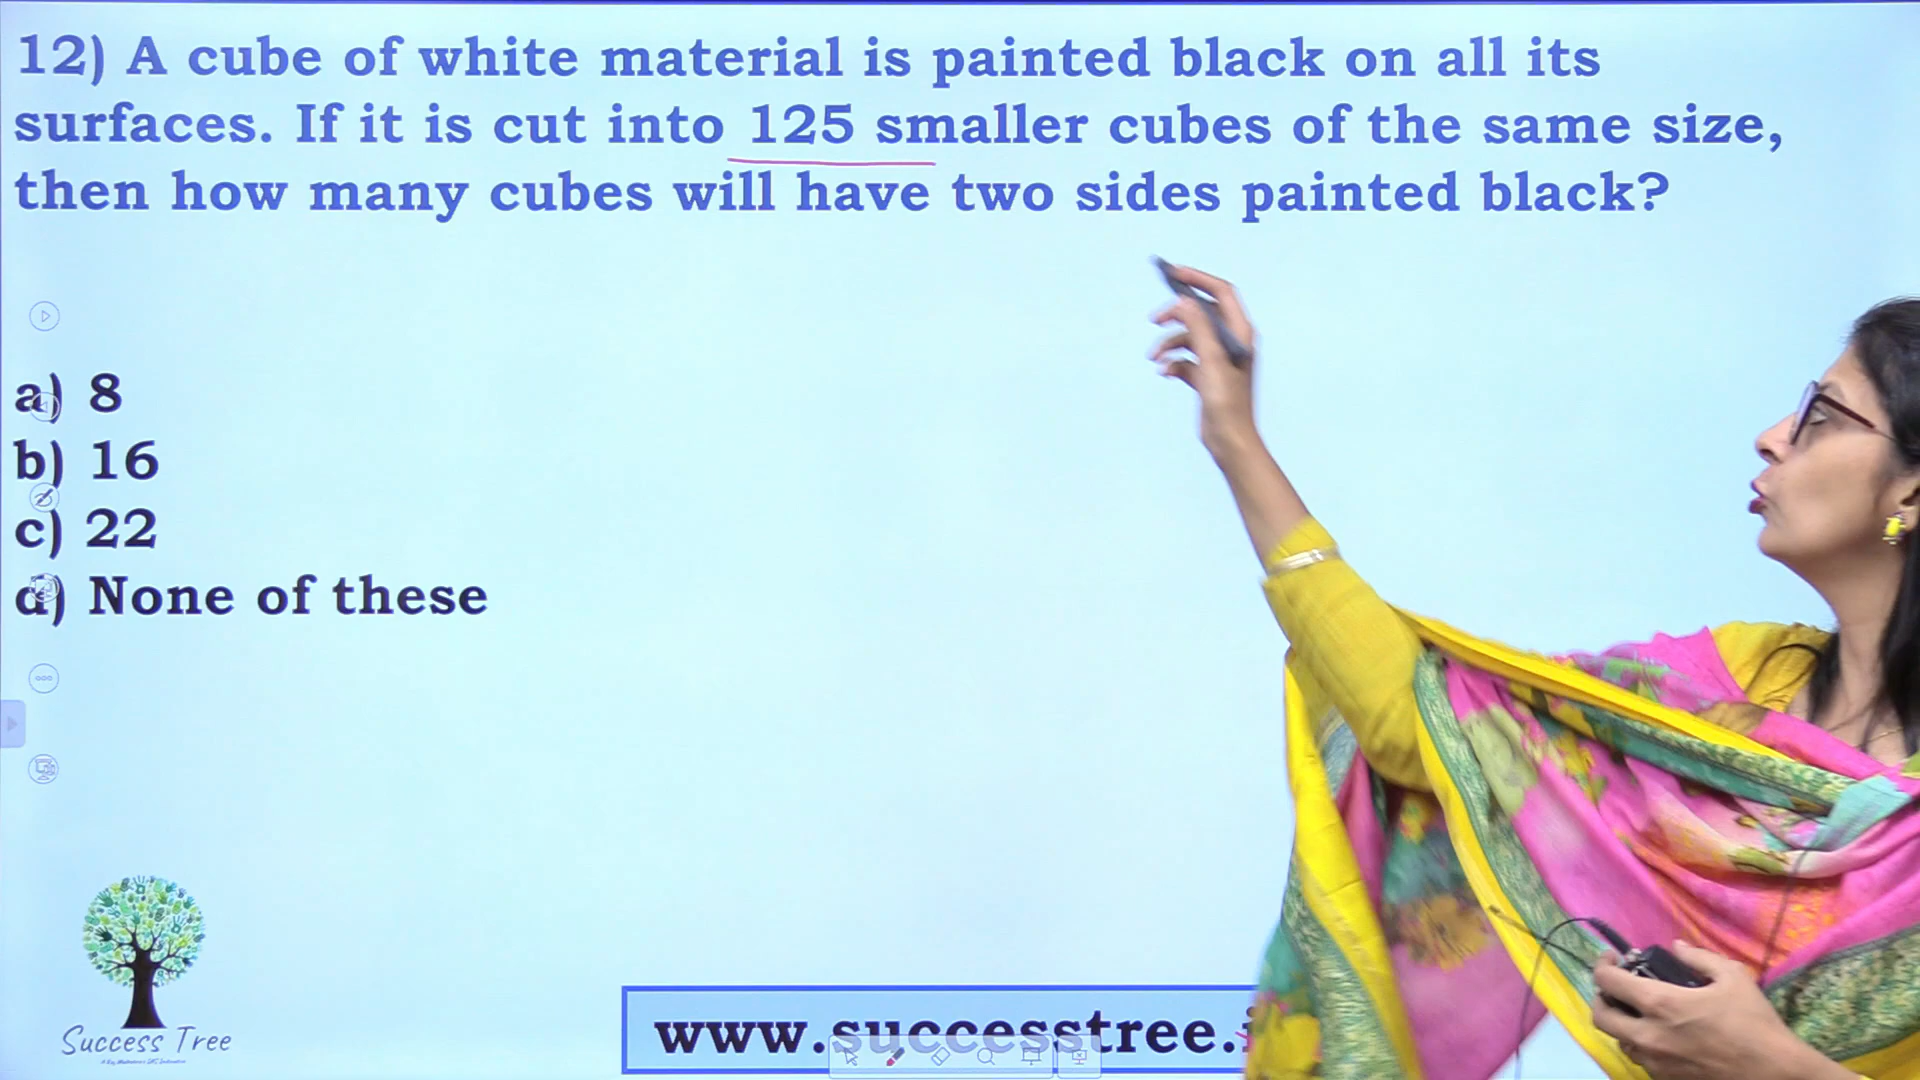 12) A cube of white material is painted black on all its
surfaces. If it is cut into 125 smaller cubes of the same size,
then how many cubes will have two sides painted black?
a) 8
b) 16
c) 22
d) None of these
Success Tree
www.successtree.i